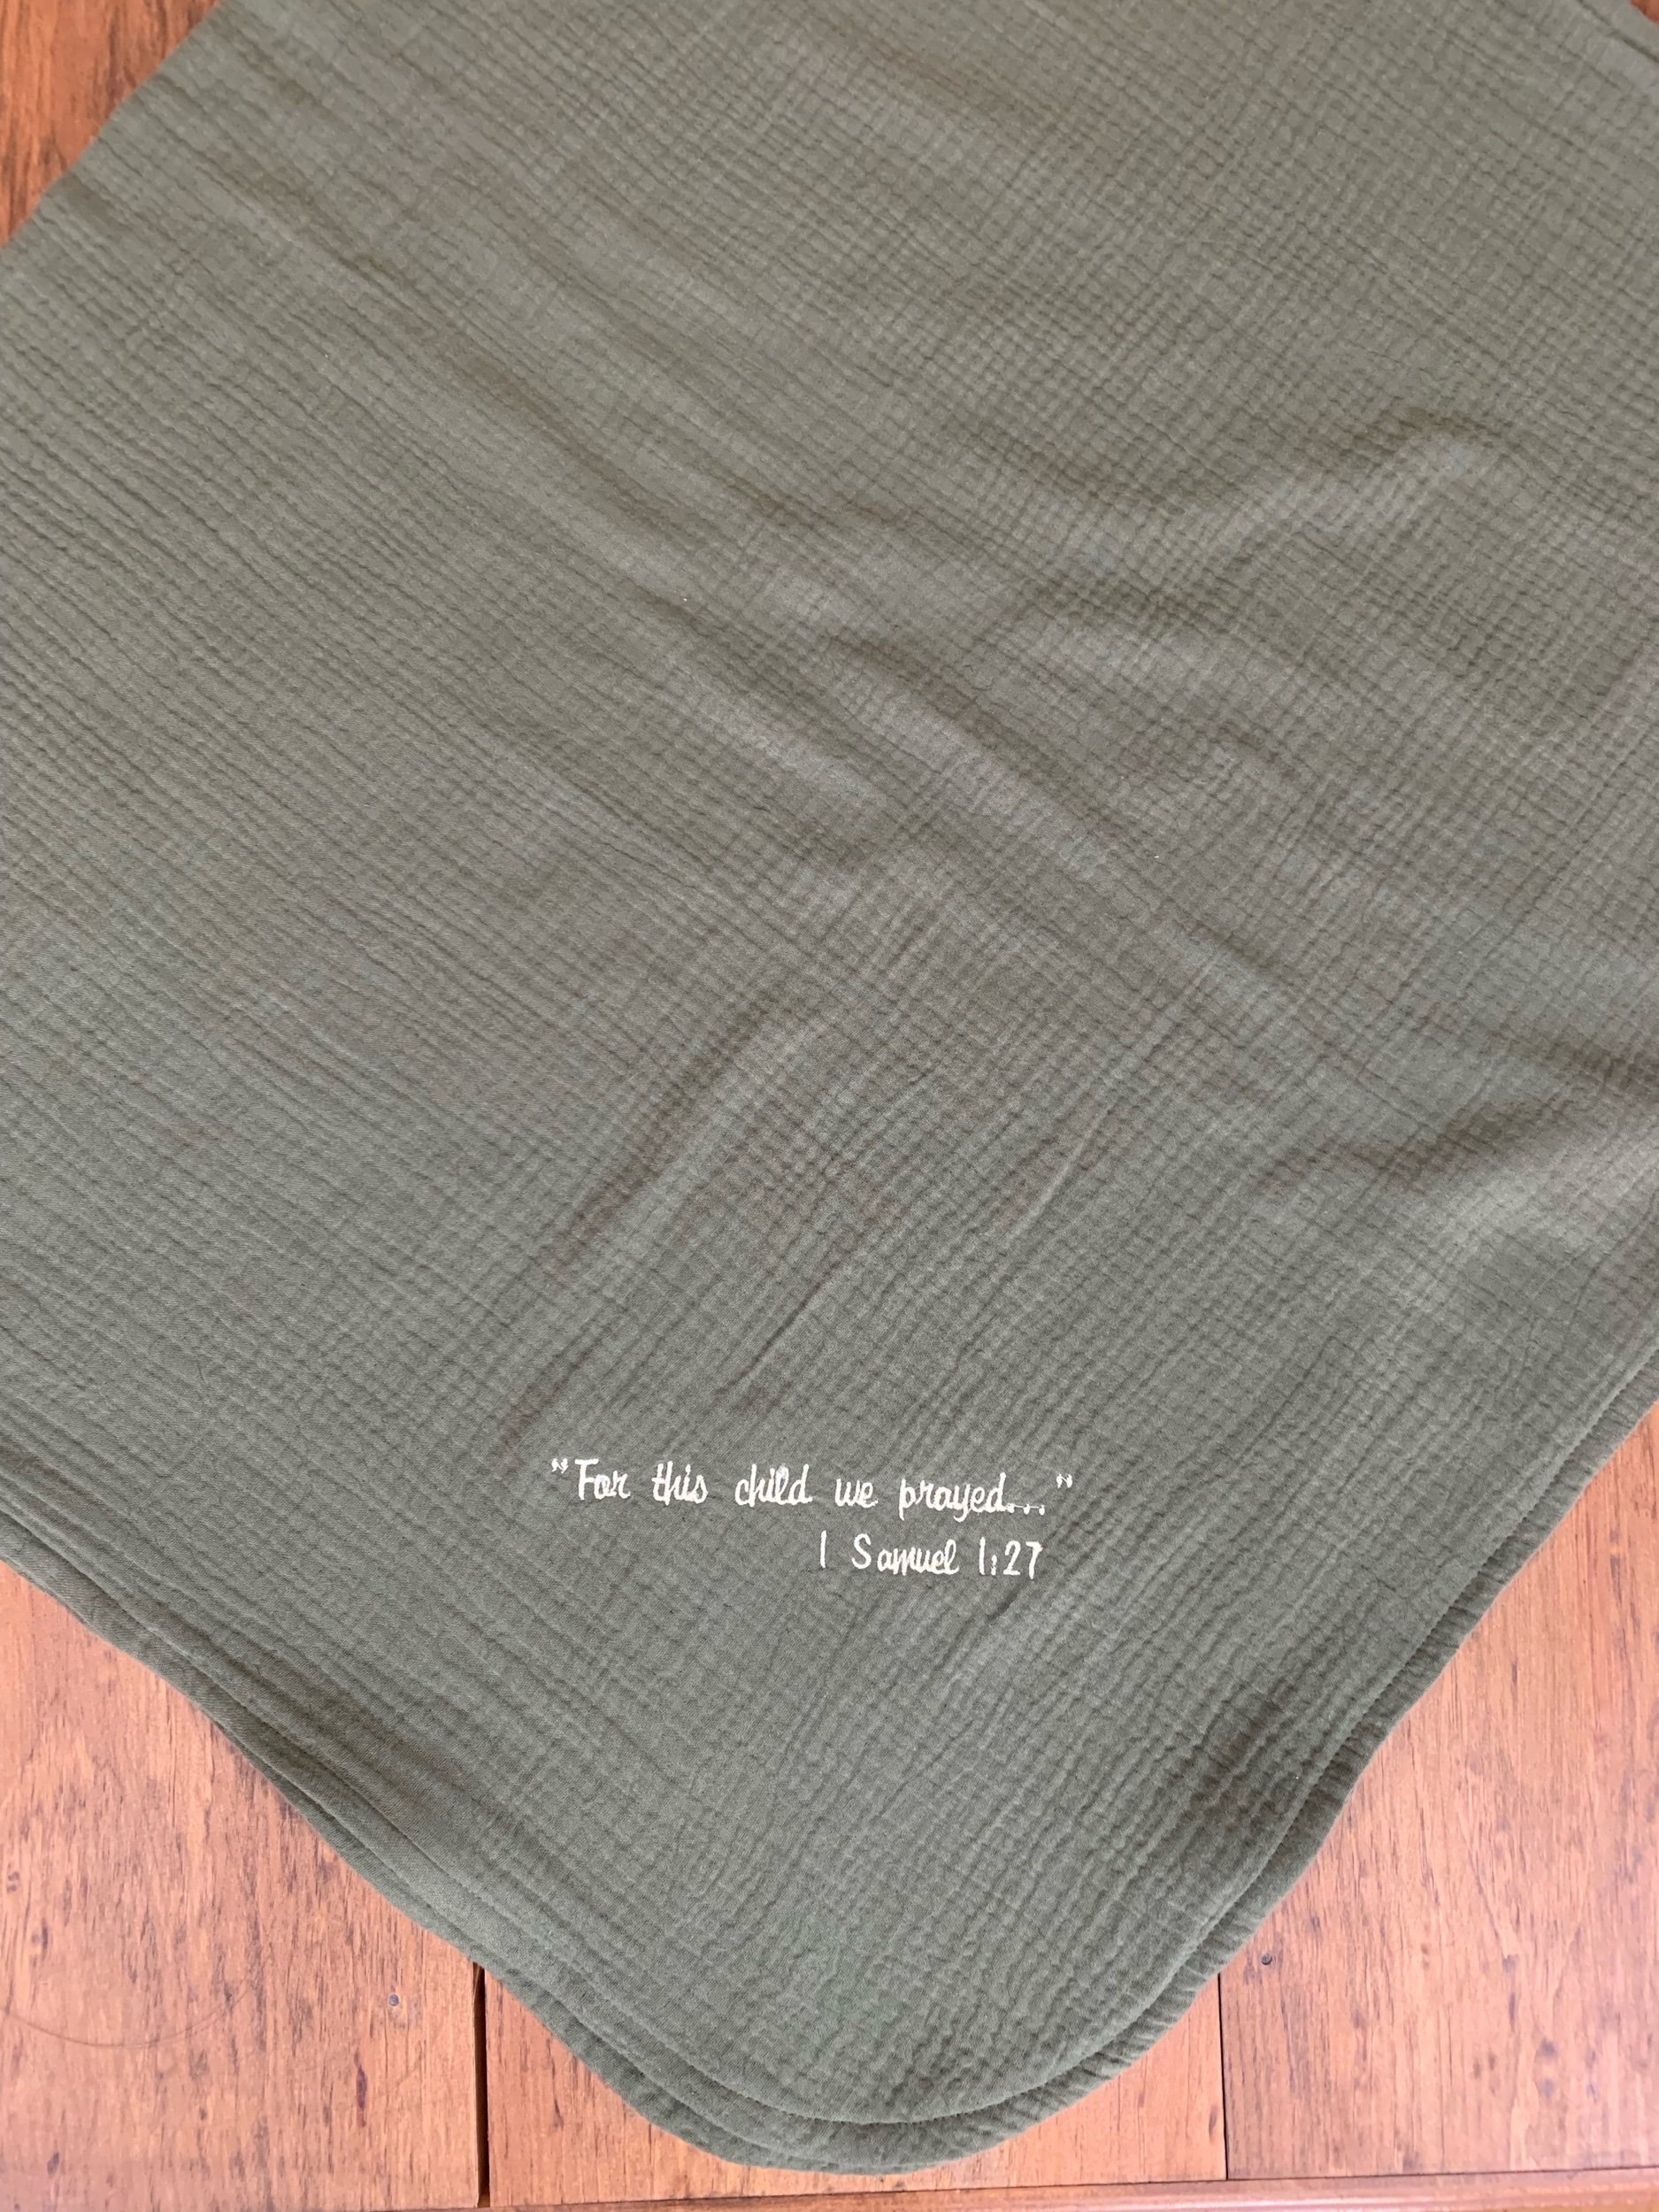 "For this child we prayed..."
1 Samuel 1:27